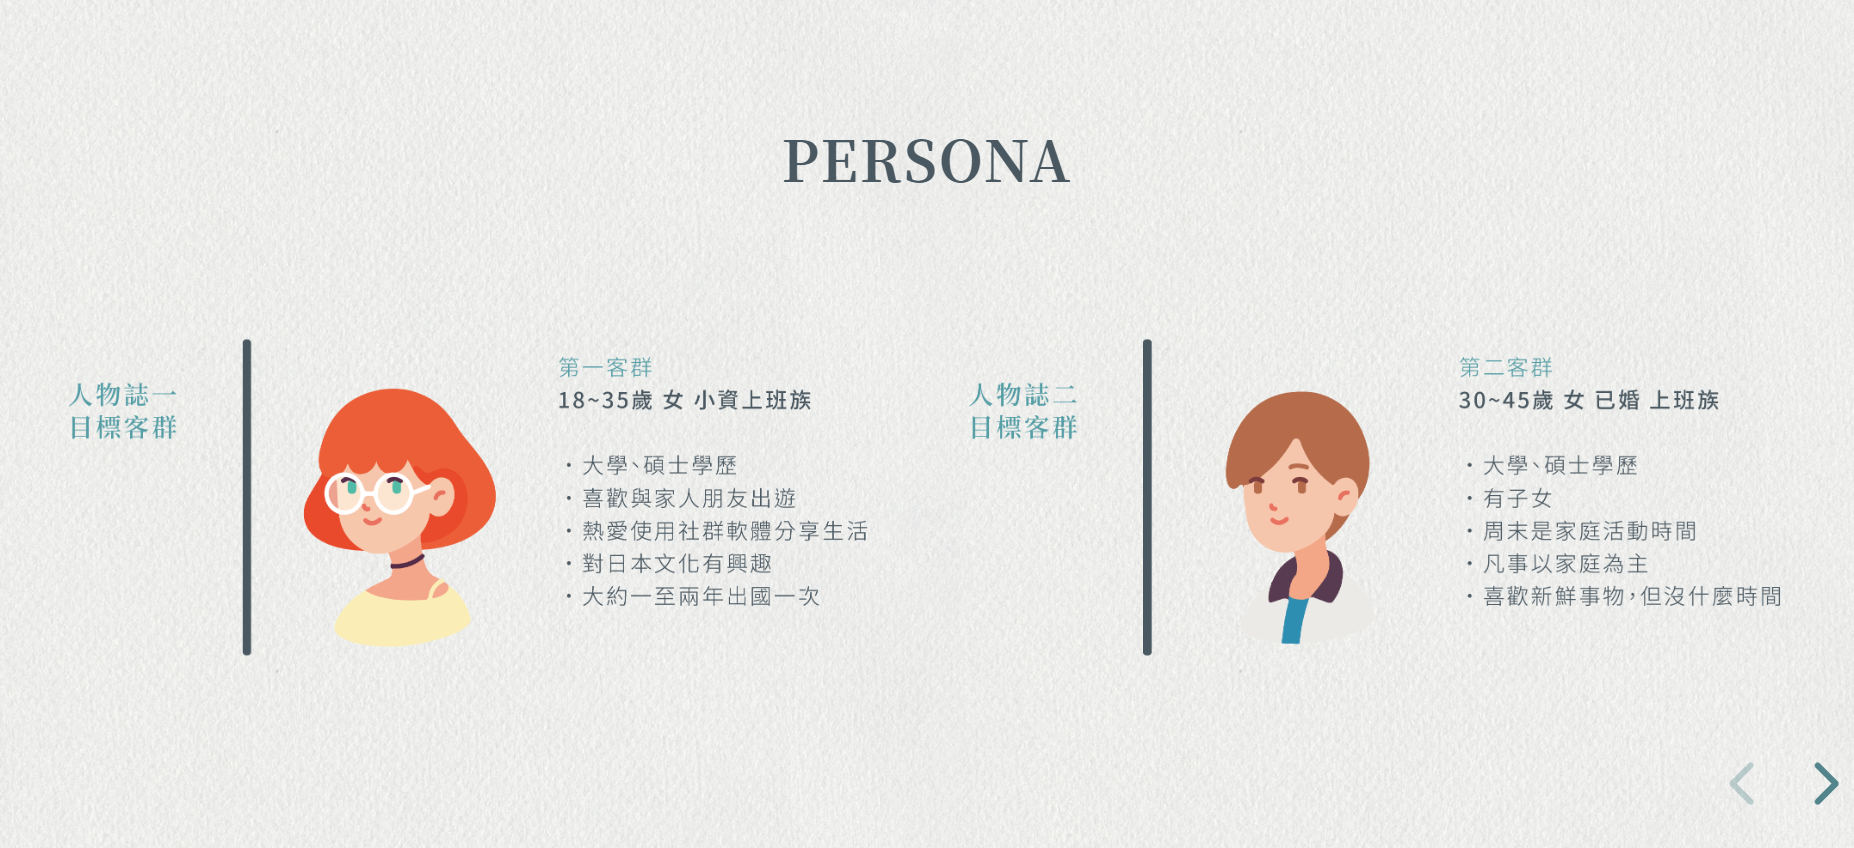 PERSONA
人物誌一
目標客群
第一客群
18~35歲 女 小資上班族
・大學、碩士學歷
・喜歡與家人朋友出遊
・熱愛使用社群軟體分享生活
・對日本文化有興趣
・大約一至兩年出國一次
人物誌二
目標客群
第二客群
30~45歲 女 已婚 上班族
・大學、碩士學歷
・有子女
・周末是家庭活動時間
・凡事以家庭為主
・喜歡新鮮事物，但沒什麼時間